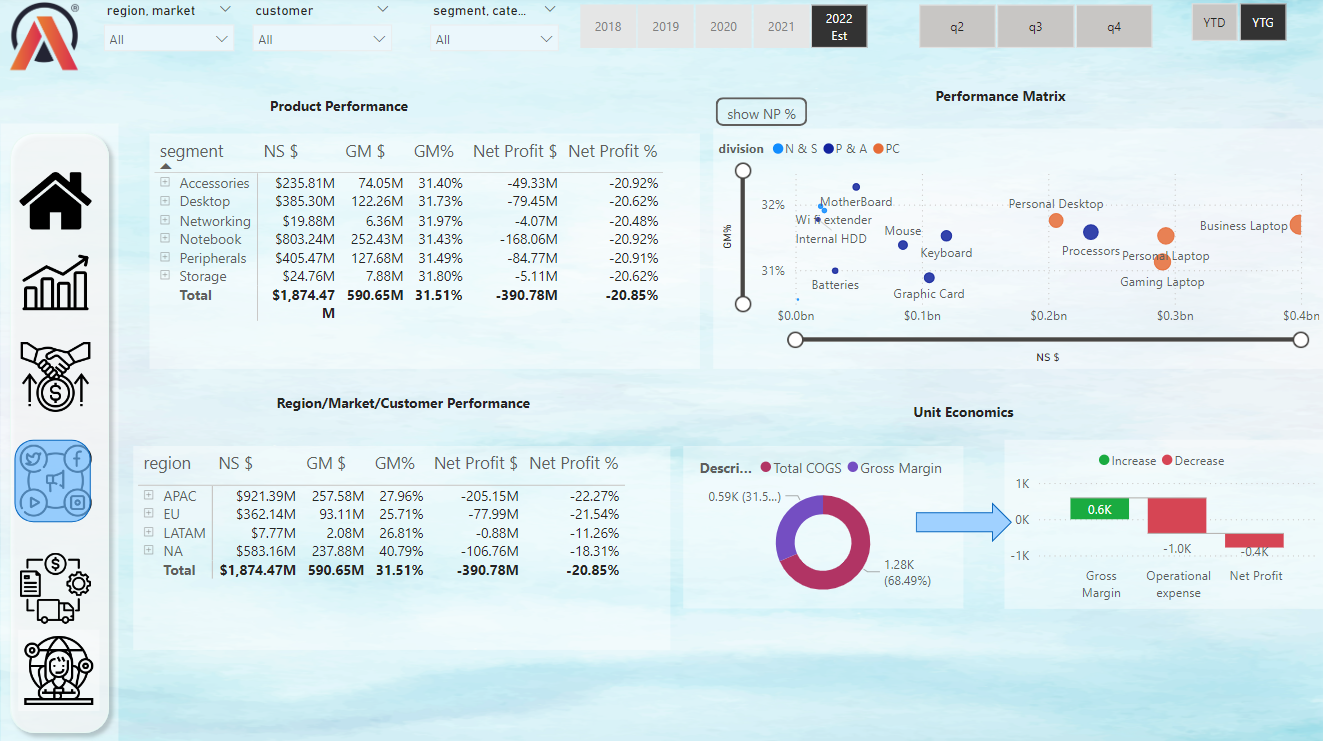 region, market
customer
segment, cate...
All
All
All
2018
2019
2020
2021
2022
Est
q2
q3
q4
YTD
YTG
®
Product Performance
segment NS $ GM $ GM% Net Profit $ Net Profit %
Accessories $235.81M 74.05M 31.40% -49.33M -20.92%
Desktop $385.30M 122.26M 31.73% -79.45M -20.62%
Networking $19.88M 6.36M 31.97% -4.07M -20.48%
Notebook $803.24M 252.43M 31.43% -168.06M -20.92%
Peripherals $405.47M 127.68M 31.49% -84.77M -20.91%
Storage $24.76M 7.88M 31.80% -5.11M -20.62%
Total $1,874.47 590.65M 31.51% -390.78M -20.85%
M
show NP %
Performance Matrix
division N & S P & A PC
GM%
32%
31%
MotherBoard
Wi fi extender
Internal HDD
Mouse
Keyboard
Batteries
Graphic Card
Personal Desktop
Processors
Personal Laptop
Gaming Laptop
Business Laptop
$0.0bn $0.1bn $0.2bn $0.3bn $0.4bn
NS $
Region/Market/Customer Performance
region NS $ GM $ GM% Net Profit $ Net Profit %
APAC $921.39M 257.58M 27.96% -205.15M -22.27%
EU $362.14M 93.11M 25.71% -77.99M -21.54%
LATAM $7.77M 2.08M 26.81% -0.88M -11.26%
NA $583.16M 237.88M 40.79% -106.76M -18.31%
Total $1,874.47M 590.65M 31.51% -390.78M -20.85%
Unit Economics
Descri... Total COGS Gross Margin
0.59K (31.5...)
1.28K
(68.49%)
Increase Decrease
1K
0K
-1K
0.6K
-1.0K
-0.4K
Gross
Margin
Operational
expense
Net Profit